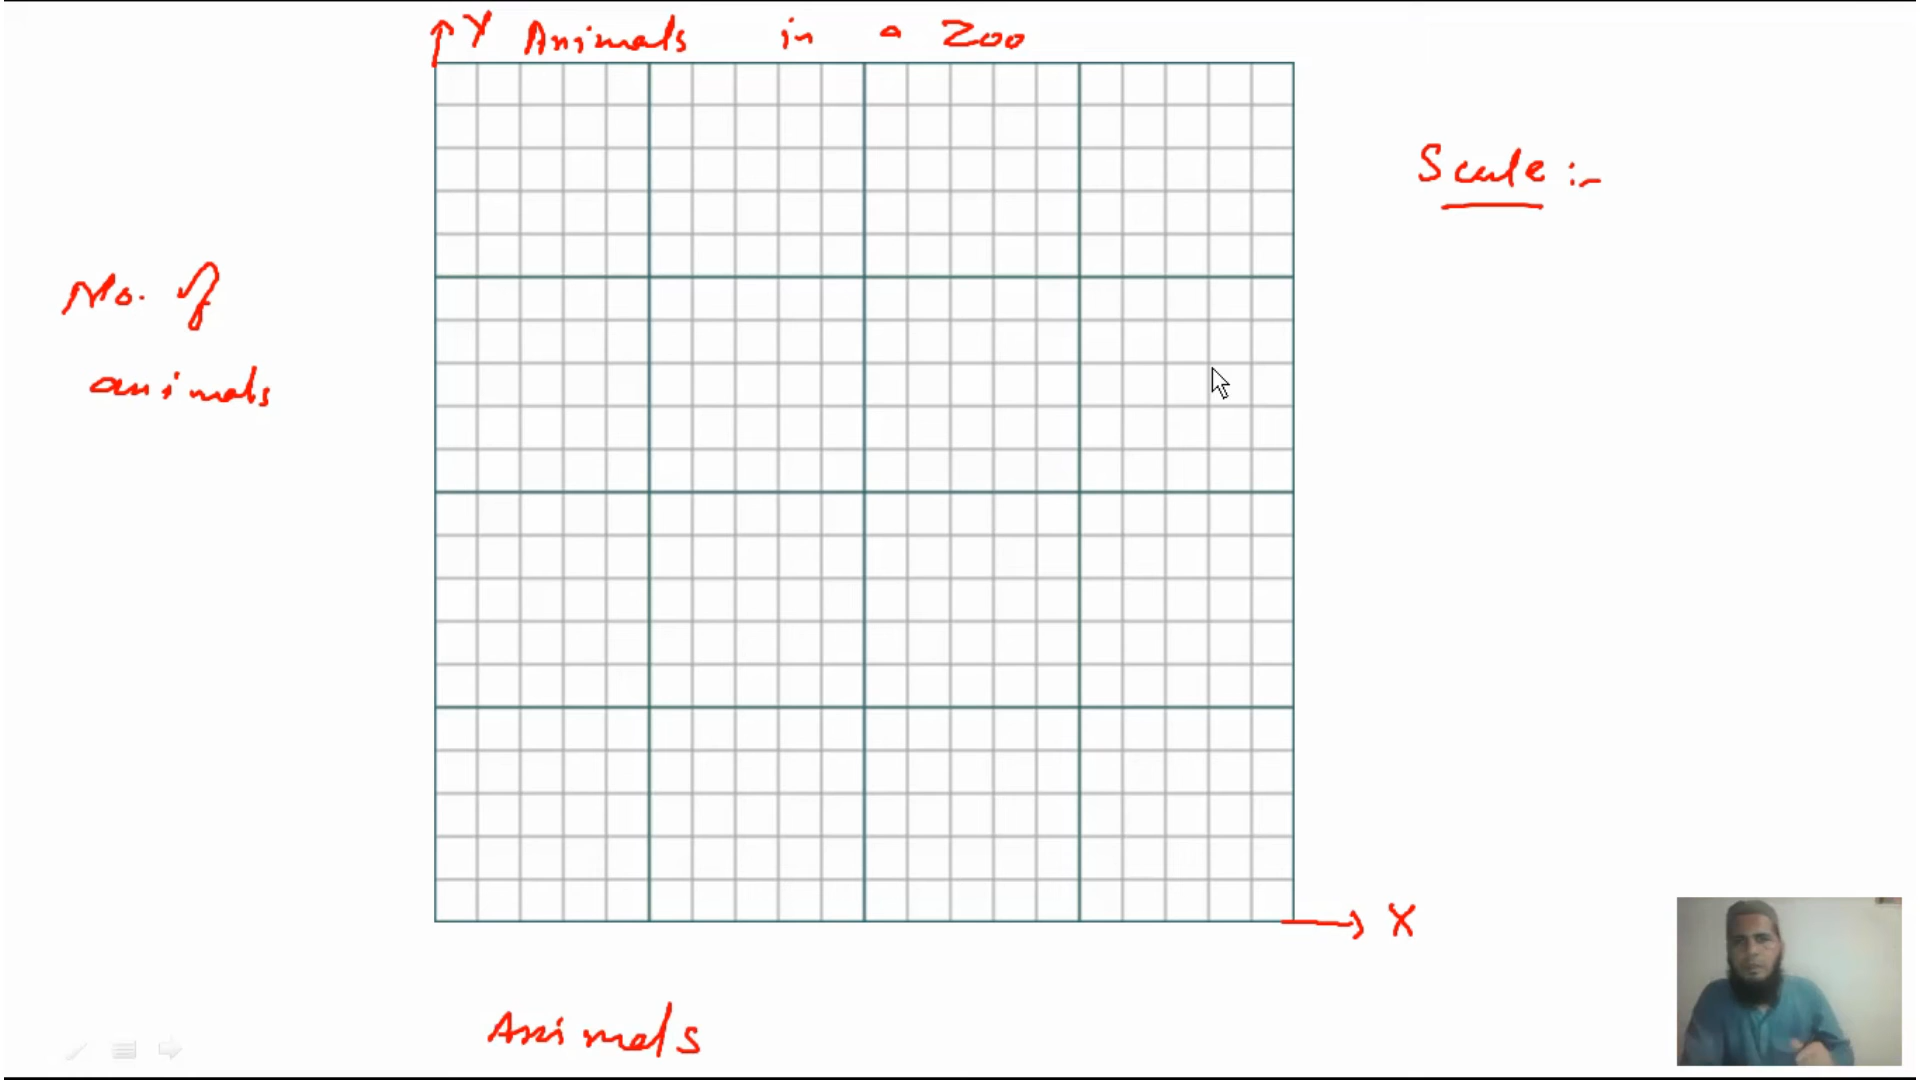 Y Animals in a Zoo
Scale :-
No. of
animals
X
Animals